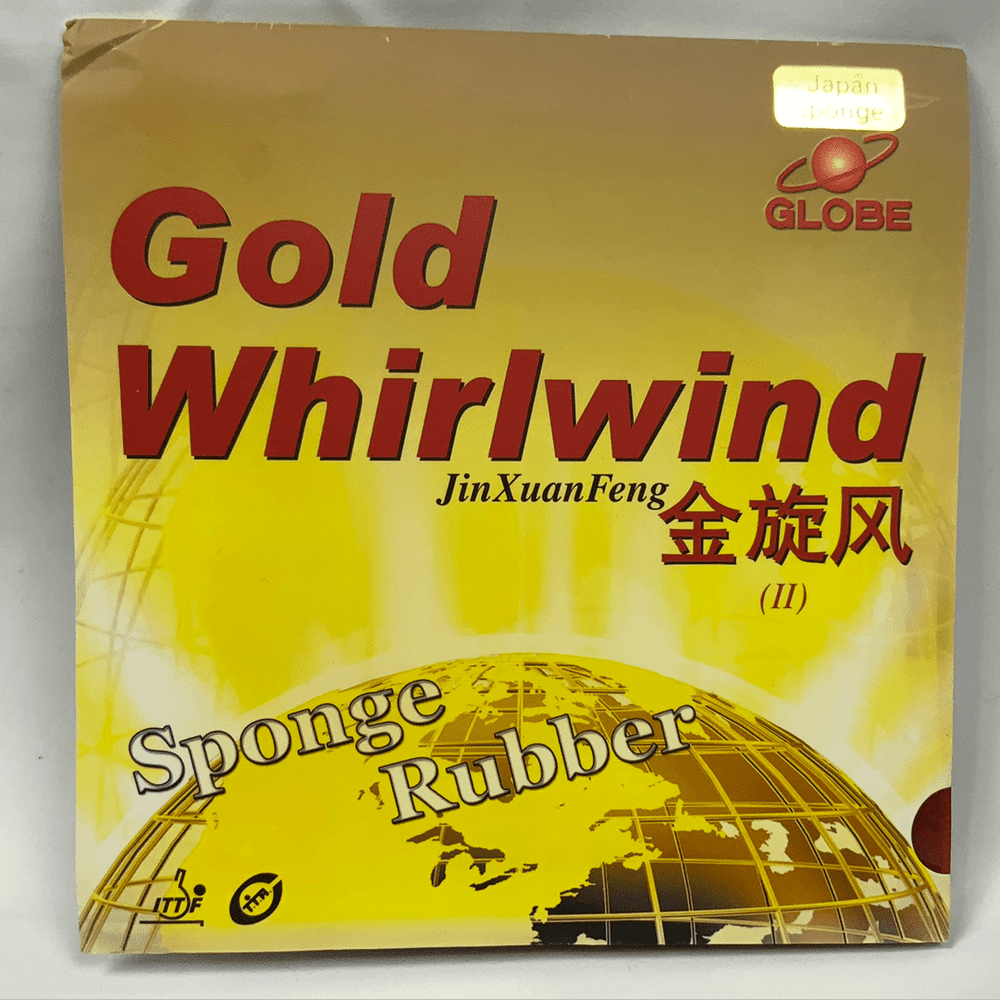 Japan
sponge
GLOBE
Gold
Whirlwind
JinXuanFeng
金旋风
(II)
Sponge
Rubber
ITTF
T.T.A.